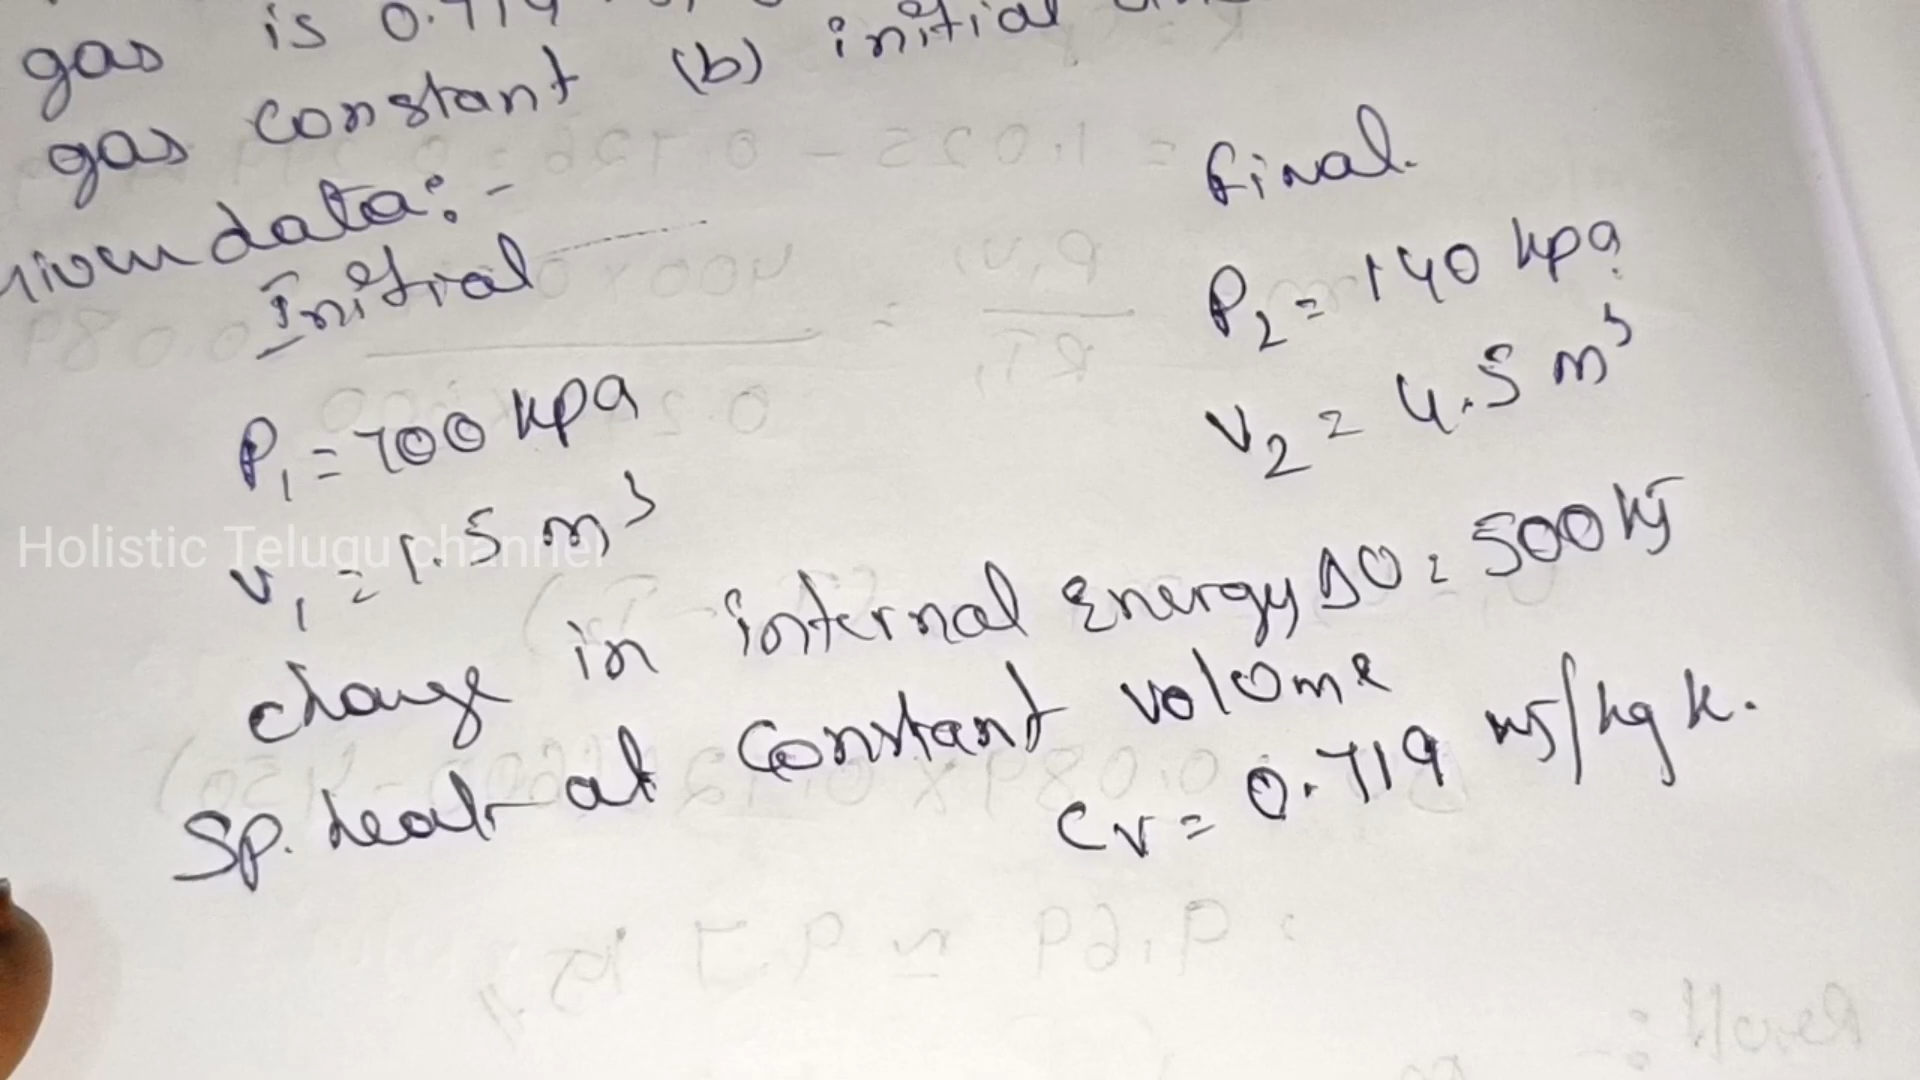 gas is 0.719
gas constant (b) initial
data:-
Initial
P1 = 700 kpa
V1 = 1.5 m3
Final.
P2 = 140 kpa
V2 = 4.5 m3
change in internal Energy ΔU = 500 kJ
Sp. heat at Constant volume
Cv = 0.719 kJ/kg k.
Holistic Telugu channel